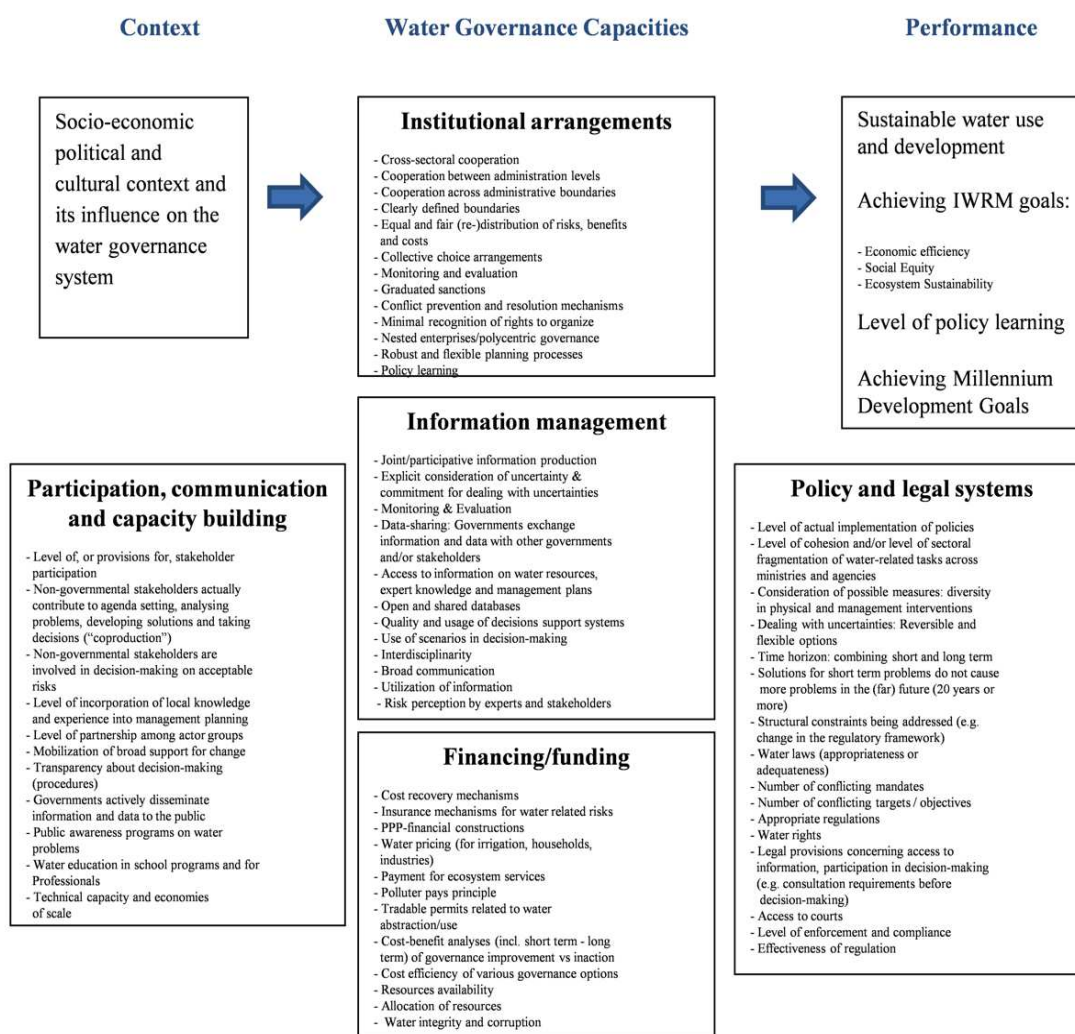 Context
Water Governance Capacities
Performance
Socio-economic
political and
cultural context and
its influence on the
water governance
system
Institutional arrangements
- Cross-sectoral cooperation
- Cooperation between administration levels
- Cooperation across administrative boundaries
- Clearly defined boundaries
- Equal and fair (re-)distribution of risks, benefits
and costs
- Collective choice arrangements
- Monitoring and evaluation
- Graduated sanctions
- Conflict prevention and resolution mechanisms
- Minimal recognition of rights to organize
- Nested enterprises/polycentric governance
- Robust and flexible planning processes
- Policy learning
Sustainable water use
and development
Achieving IWRM goals:
- Economic efficiency
- Social Equity
- Ecosystem Sustainability
Level of policy learning
Achieving Millennium
Development Goals
Participation, communication
and capacity building
- Level of, or provisions for, stakeholder
participation
- Non-governmental stakeholders actually
contribute to agenda setting, analysing
problems, developing solutions and taking
decisions (“coproduction”)
- Non-governmental stakeholders are
involved in decision-making on acceptable
risks
- Level of incorporation of local knowledge
and experience into management planning
- Level of partnership among actor groups
- Mobilization of broad support for change
- Transparency about decision-making
(procedures)
- Governments actively disseminate
information and data to the public
- Public awareness programs on water
problems
- Water education in school programs and for
Professionals
- Technical capacity and economies
of scale
Information management
- Joint/participative information production
- Explicit consideration of uncertainty &
commitment for dealing with uncertainties
- Monitoring & Evaluation
- Data-sharing: Governments exchange
information and data with other governments
and/or stakeholders
- Access to information on water resources,
expert knowledge and management plans
- Open and shared databases
- Quality and usage of decisions support systems
- Use of scenarios in decision-making
- Interdisciplinarity
- Broad communication
- Utilization of information
- Risk perception by experts and stakeholders
Financing/funding
- Cost recovery mechanisms
- Insurance mechanisms for water related risks
- PPP-financial constructions
- Water pricing (for irrigation, households,
industries)
- Payment for ecosystem services
- Polluter pays principle
- Tradable permits related to water
abstraction/use
- Cost-benefit analyses (incl. short term - long
term) of governance improvement vs inaction
- Cost efficiency of various governance options
- Resources availability
- Allocation of resources
- Water integrity and corruption
Policy and legal systems
- Level of actual implementation of policies
- Level of cohesion and/or level of sectoral
fragmentation of water-related tasks across
ministries and agencies
- Consideration of possible measures: diversity
in physical and management interventions
- Dealing with uncertainties: Reversible and
flexible options
- Time horizon: combining short and long term
- Solutions for short term problems do not cause
more problems in the (far) future (20 years or
more)
- Structural constraints being addressed (e.g.
change in the regulatory framework)
- Water laws (appropriateness or
adequateness)
- Number of conflicting mandates
- Number of conflicting targets / objectives
- Appropriate regulations
- Water rights
- Legal provisions concerning access to
information, participation in decision-making
(e.g. consultation requirements before
decision-making)
- Access to courts
- Level of enforcement and compliance
- Effectiveness of regulation